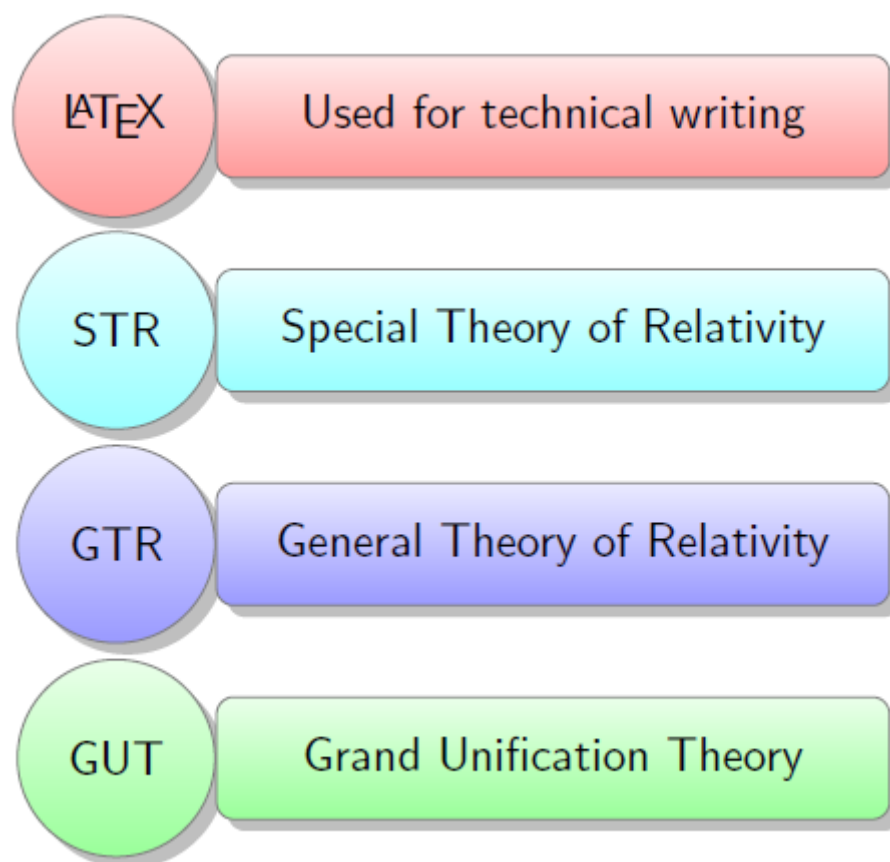 LATEX Used for technical writing
STR Special Theory of Relativity
GTR General Theory of Relativity
GUT Grand Unification Theory